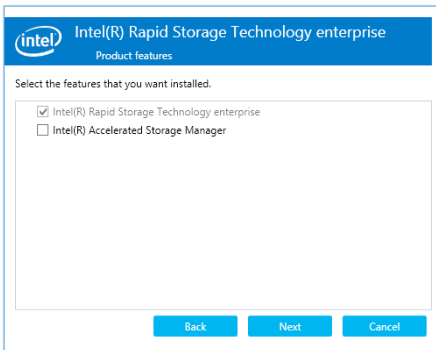 intel
Intel(R) Rapid Storage Technology enterprise
Product features
Select the features that you want installed.
Intel(R) Rapid Storage Technology enterprise
Intel(R) Accelerated Storage Manager
Back Next Cancel